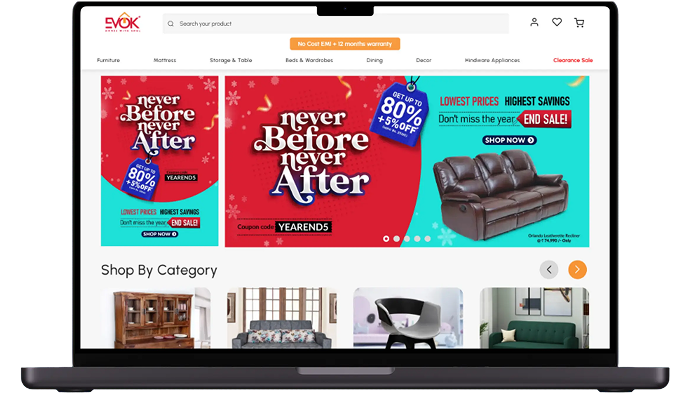 EVOK
HOMES WITH SOUL
Search your product
No Cost EMI + 12 months warranty
Furniture
Mattress
Storage & Table
Beds & Wardrobes
Dining
Decor
Hindware Appliances
Clearance Sale
never
Before
never
After
GET UP TO
80%
+5% OFF
YEAREND5
LOWEST PRICES HIGHEST SAVINGS
Don't miss the year END SALE!
SHOP NOW
never
Before
never
After
Coupon code YEAREND5
GET UP TO
80%
+5% OFF
LOWEST PRICES HIGHEST SAVINGS
Don't miss the year END SALE!
SHOP NOW
Orlando Leatherette Recliner
@ ₹ 74,990 /- Only
Shop By Category